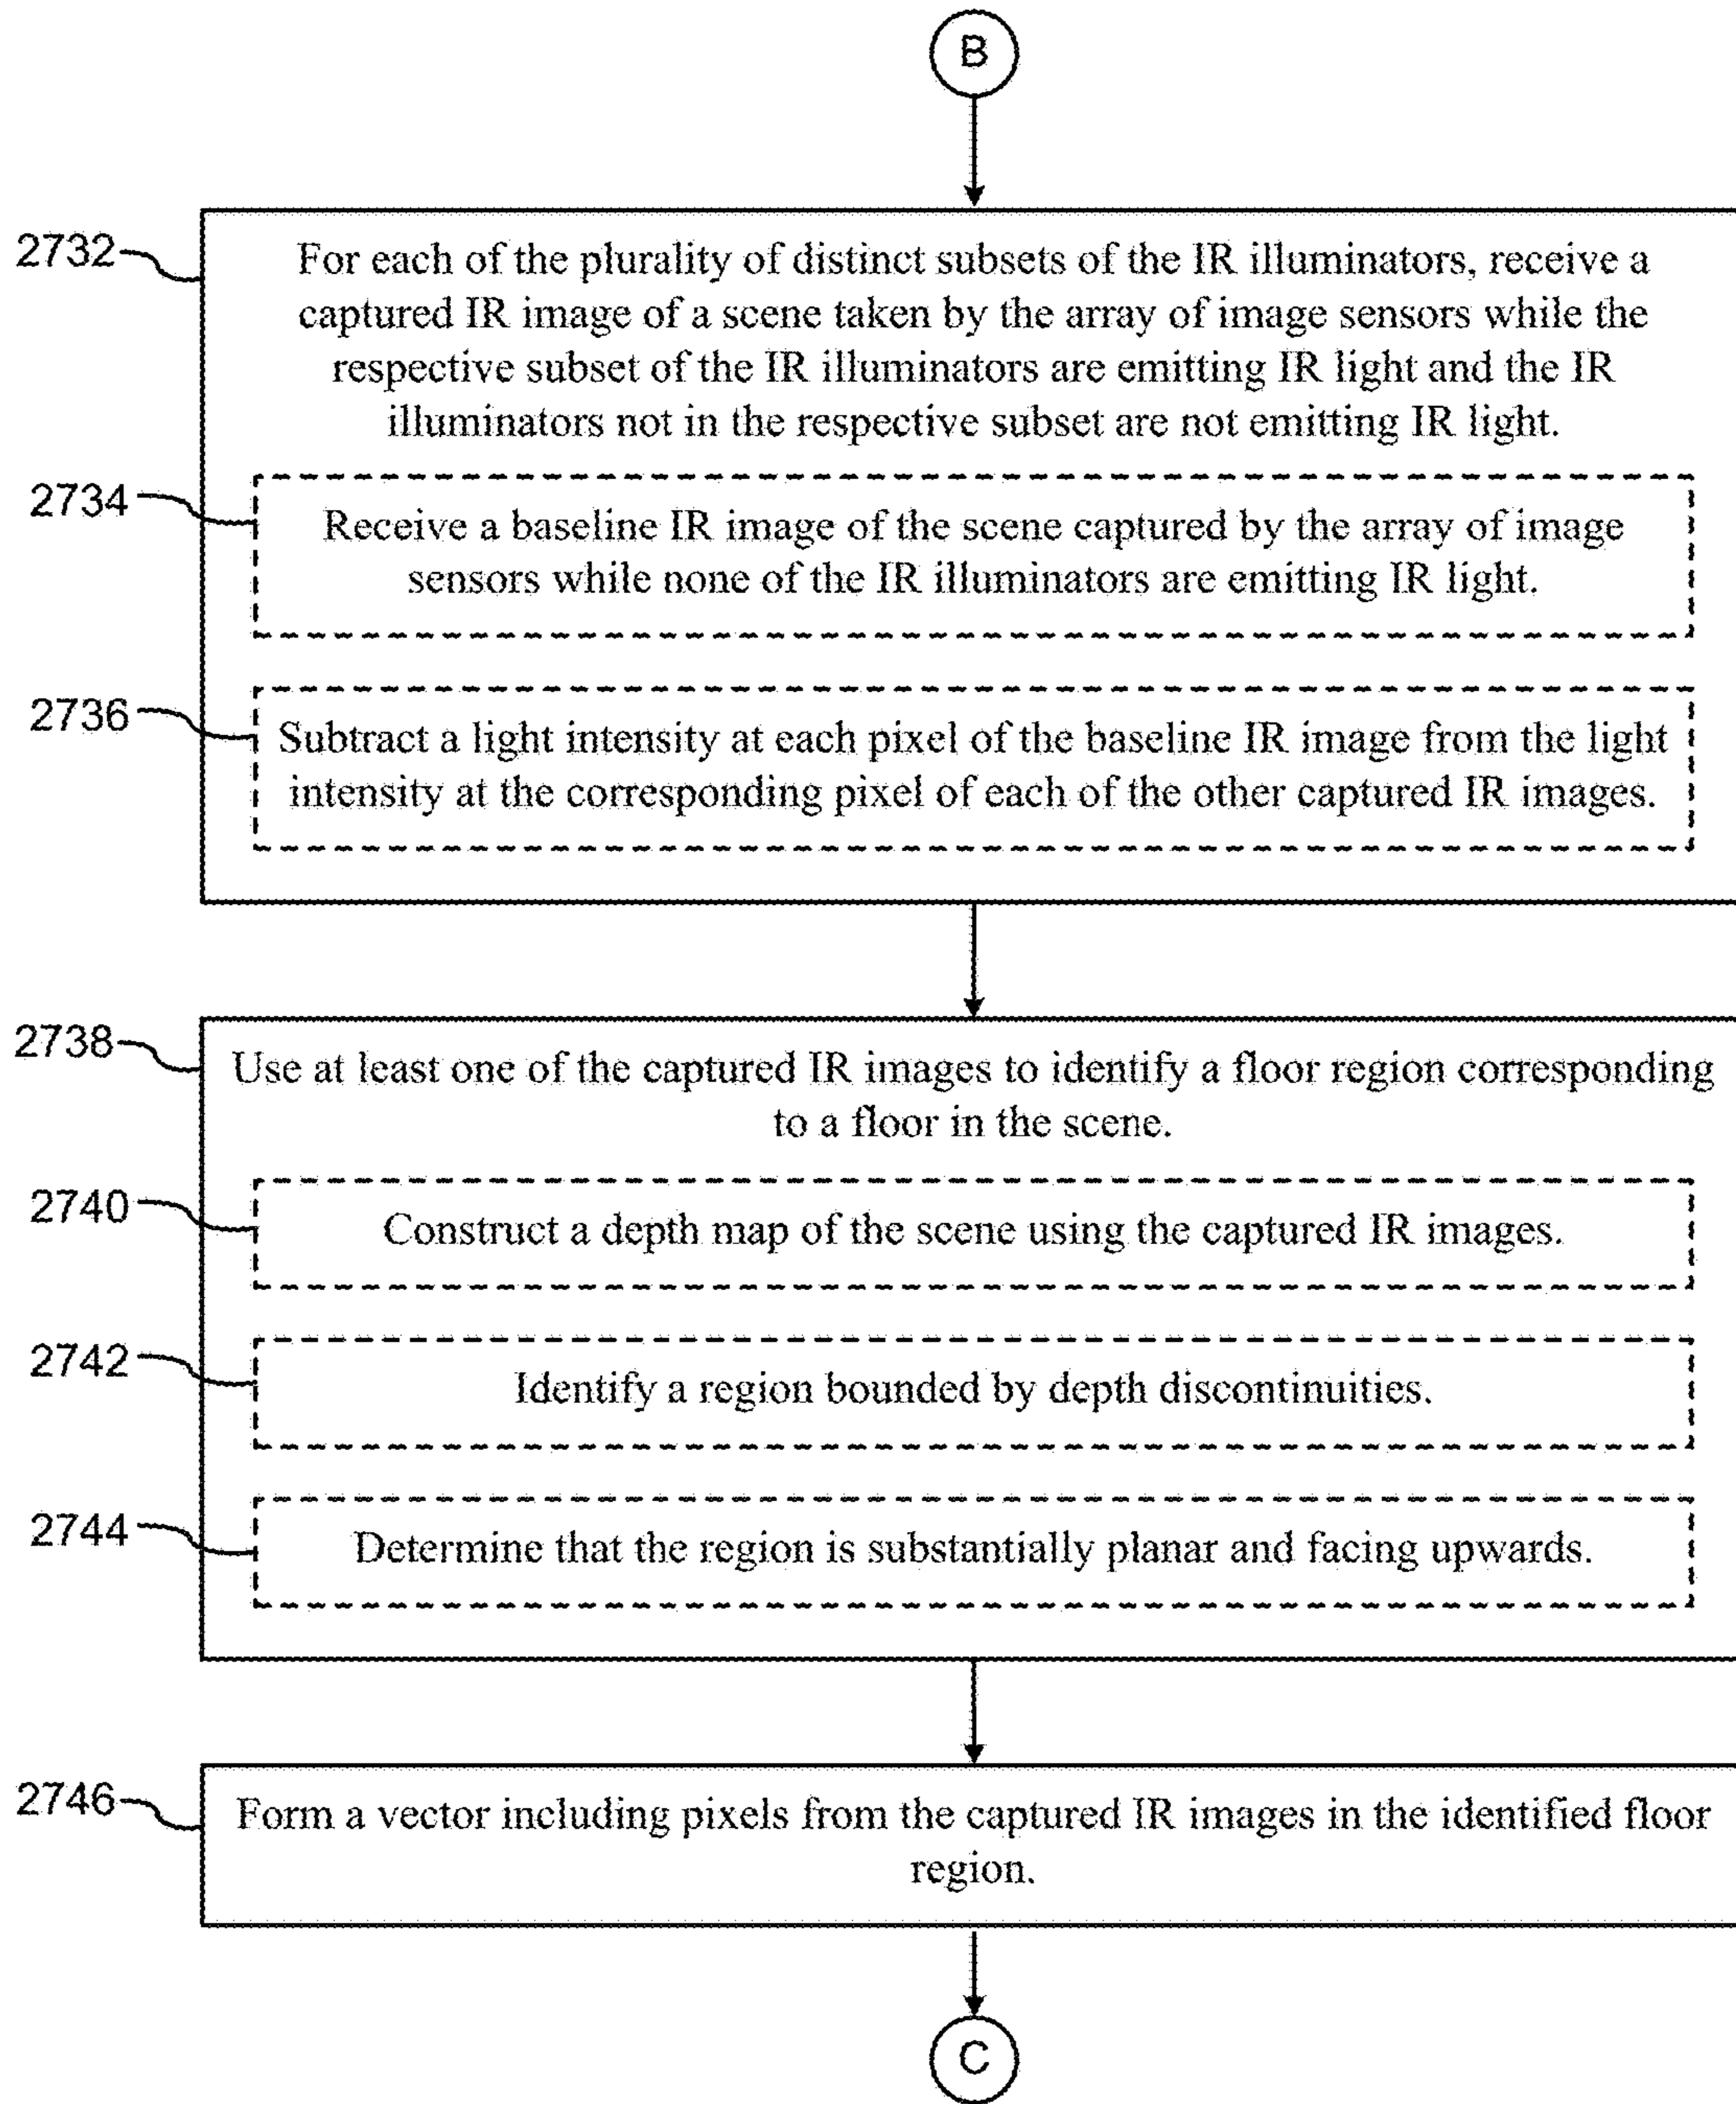 B
2732
For each of the plurality of distinct subsets of the IR illuminators, receive a
captured IR image of a scene taken by the array of image sensors while the
respective subset of the IR illuminators are emitting IR light and the IR
illuminators not in the respective subset are not emitting IR light.
2734
Receive a baseline IR image of the scene captured by the array of image
sensors while none of the IR illuminators are emitting IR light.
2736
Subtract a light intensity at each pixel of the baseline IR image from the light
intensity at the corresponding pixel of each of the other captured IR images.
2738
Use at least one of the captured IR images to identify a floor region corresponding
to a floor in the scene.
2740
Construct a depth map of the scene using the captured IR images.
2742
Identify a region bounded by depth discontinuities.
2744
Determine that the region is substantially planar and facing upwards.
2746
Form a vector including pixels from the captured IR images in the identified floor
region.
C